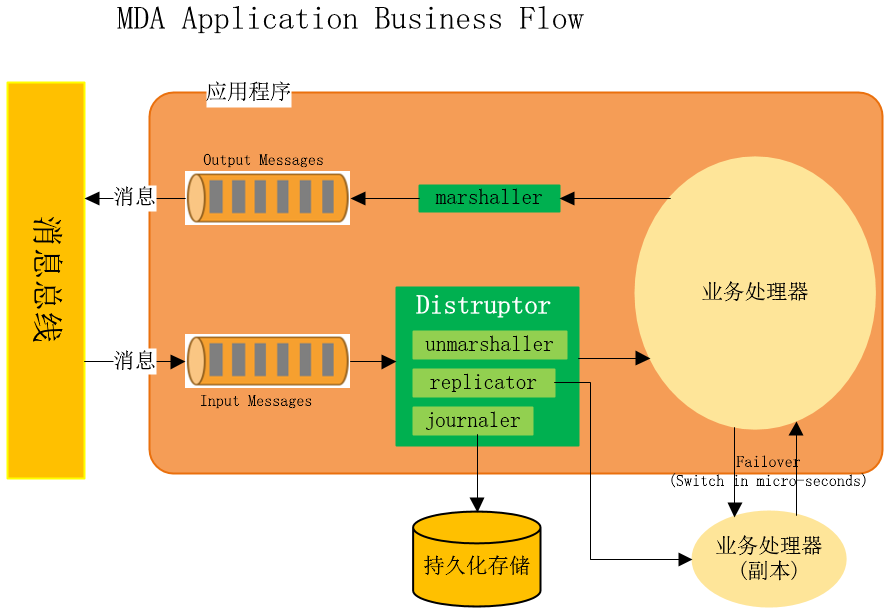 MDA Application Business Flow
应用程序
Output Messages
消息
marshaller
消息总线
业务处理器
Distruptor
unmarshaller
消息
replicator
Input Messages
journaler
Failover
(Switch in micro-seconds)
持久化存储
业务处理器
(副本)